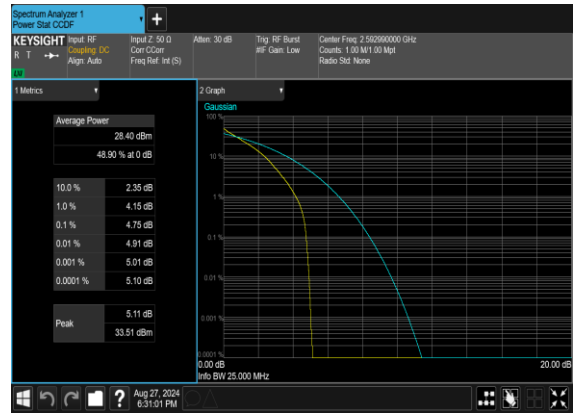 Spectrum Analyzer 1
Power Stat CCDF
+
KEYSIGHT
R T
LXI
Input: RF
Coupling: DC
Align: Auto
Input Z: 50 Ω
Corr CCorr
Freq Ref: Int (S)
Atten: 30 dB
Trig: RF Burst
#IF Gain: Low
Center Freq: 2.592990000 GHz
Counts: 1.00 M/1.00 Mpt
Radio Std: None
1 Metrics
Average Power
28.40 dBm
48.90 % at 0 dB
10.0 % 2.35 dB
1.0 % 4.15 dB
0.1 % 4.75 dB
0.01 % 4.91 dB
0.001 % 5.01 dB
0.0001 % 5.10 dB
Peak
5.11 dB
33.51 dBm
2 Graph
Gaussian
100 %
10 %
1 %
0.1 %
0.01 %
0.001 %
0.0001 %
0.00 dB
20.00 dB
Info BW 25.000 MHz
?
Aug 27, 2024
6:31:01 PM